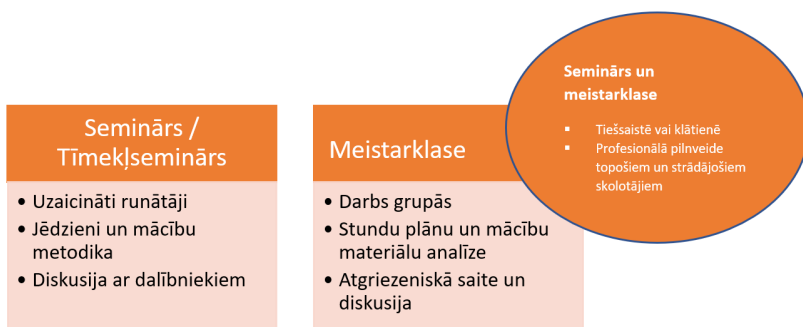 Seminārs /
Tīmekļseminārs
• Uzaicināti runātāji
• Jēdzieni un mācību
metodika
• Diskusija ar dalībniekiem
Meistarklase
• Darbs grupās
• Stundu plānu un mācību
materiālu analīze
• Atgriezeniskā saite un
diskusija
Seminārs un
meistarklase
▪ Tiešsaistē vai klātienē
▪ Profesionālā pilnveide
topošiem un strādājošiem
skolotājiem